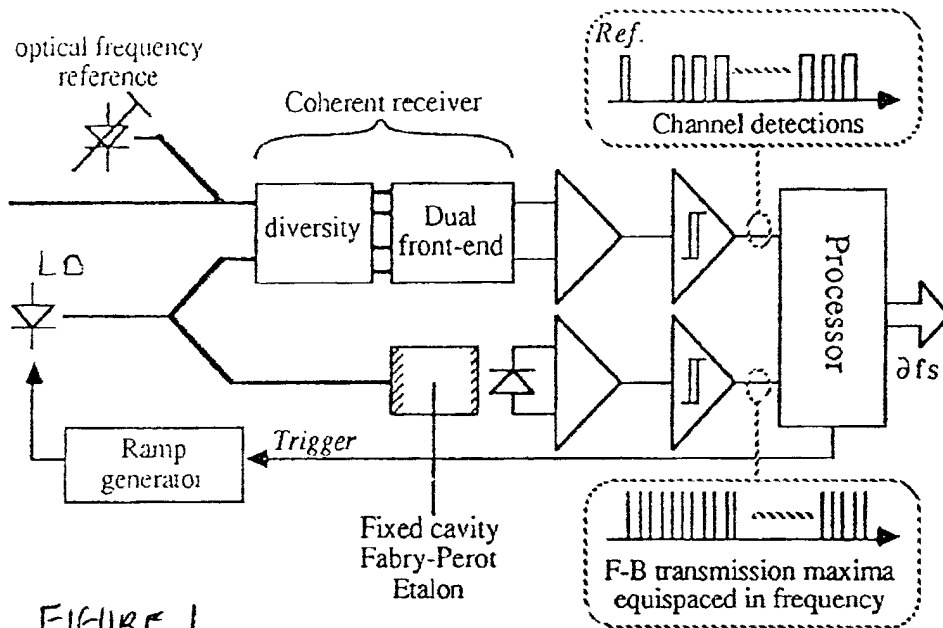 optical frequency
reference
Coherent receiver
Ref.
Channel detections
diversity
Dual
front-end
LD
Processor
∂fs
Ramp
generator
Trigger
Fixed cavity
Fabry-Perot
Etalon
F-B transmission maxima
equispaced in frequency
FIGURE 1